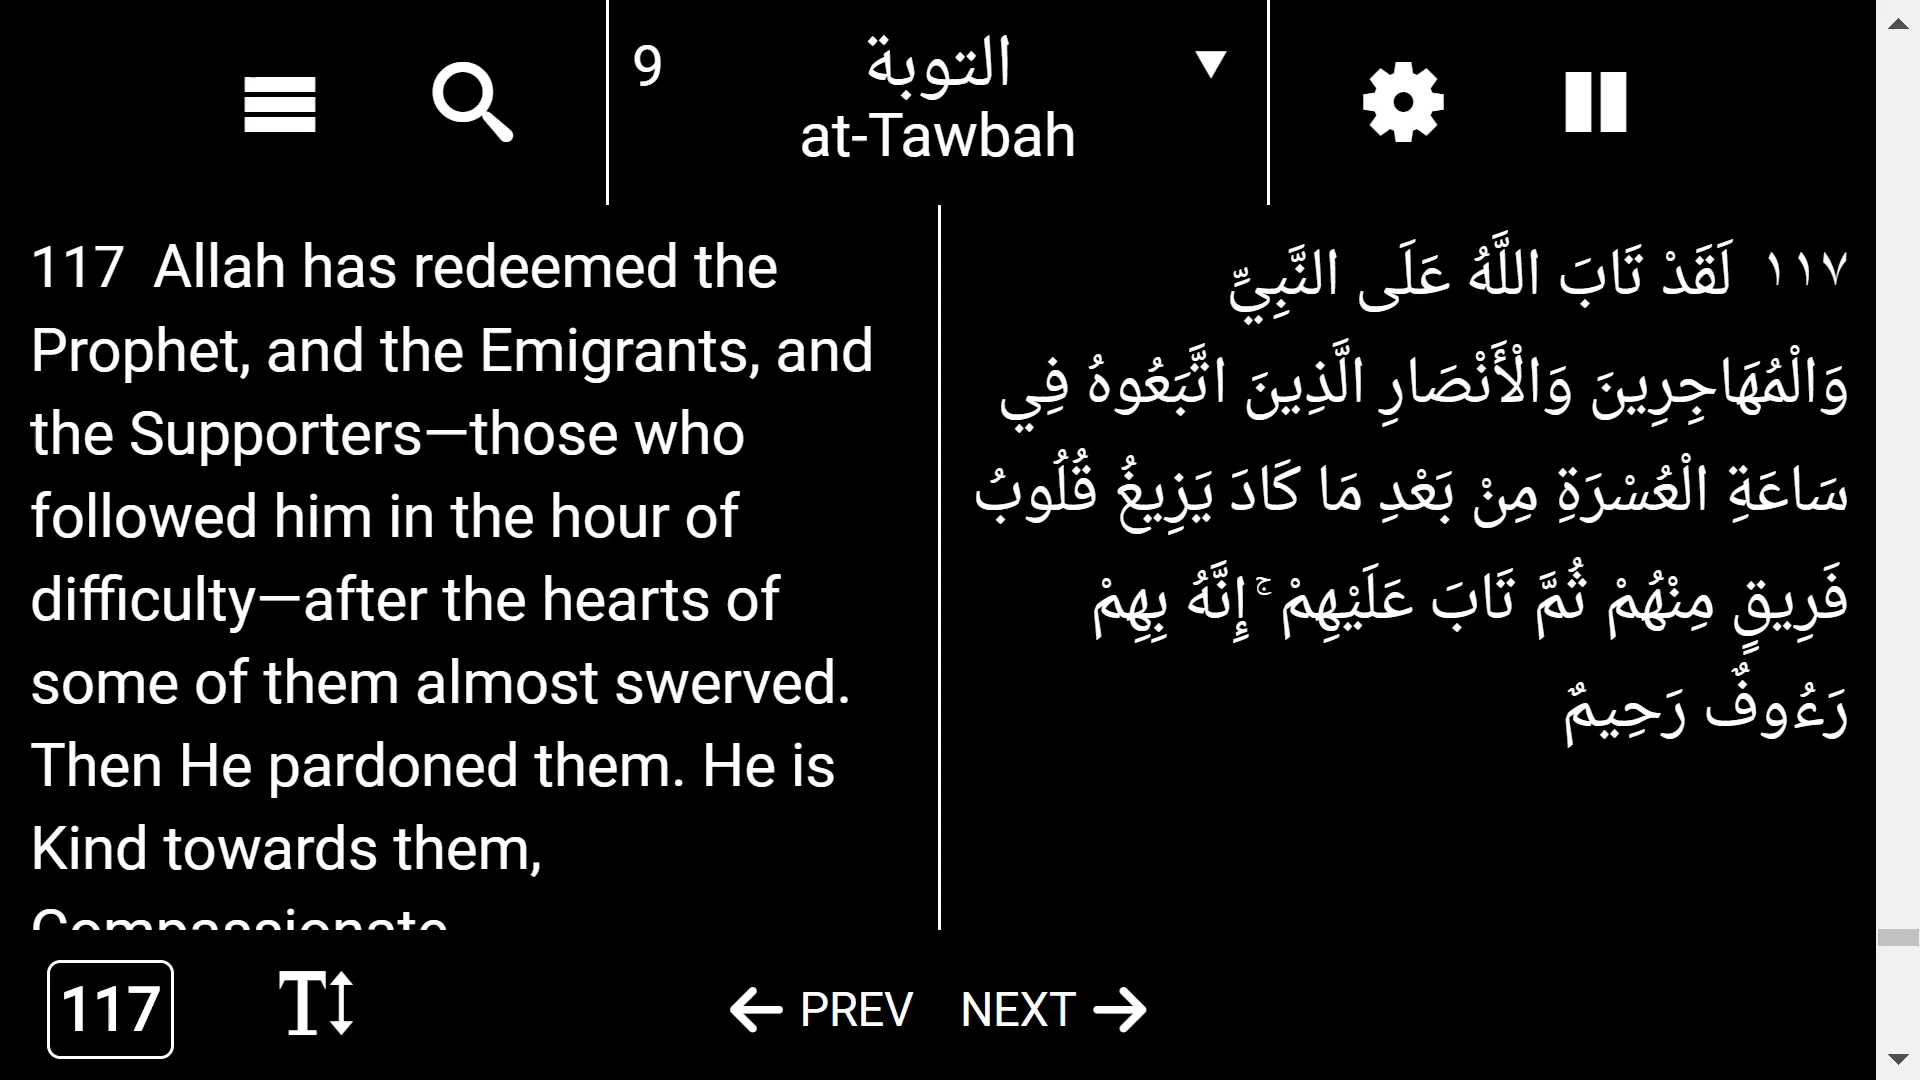 9
التوبة
at-Tawbah
117 Allah has redeemed the
Prophet, and the Emigrants, and
the Supporters—those who
followed him in the hour of
difficulty—after the hearts of
some of them almost swerved.
Then He pardoned them. He is
Kind towards them,
Compassionate
١١٧ لَقَدْ تَابَ اللَّهُ عَلَى النَّبِيِّ
وَالْمُهَاجِرِينَ وَالْأَنْصَارِ الَّذِينَ اتَّبَعُوهُ فِي
سَاعَةِ الْعُسْرَةِ مِنْ بَعْدِ مَا كَادَ يَزِيغُ قُلُوبُ
فَرِيقٍ مِنْهُمْ ثُمَّ تَابَ عَلَيْهِمْ ۚ إِنَّهُ بِهِمْ
رَءُوفٌ رَحِيمٌ
117
T
PREV
NEXT